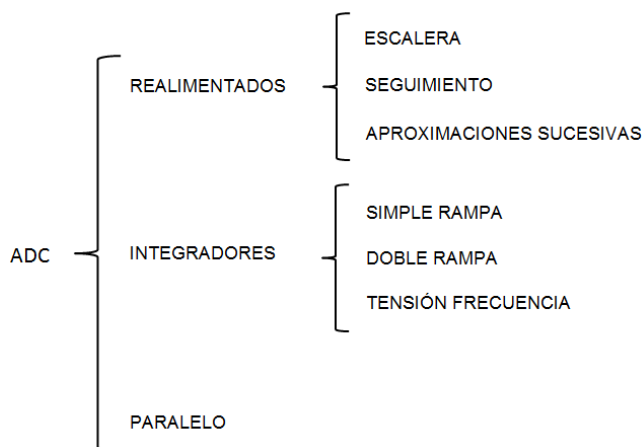 ADC
REALIMENTADOS
ESCALERA
SEGUIMIENTO
APROXIMACIONES SUCESIVAS
INTEGRADORES
SIMPLE RAMPA
DOBLE RAMPA
TENSIÓN FRECUENCIA
PARALELO